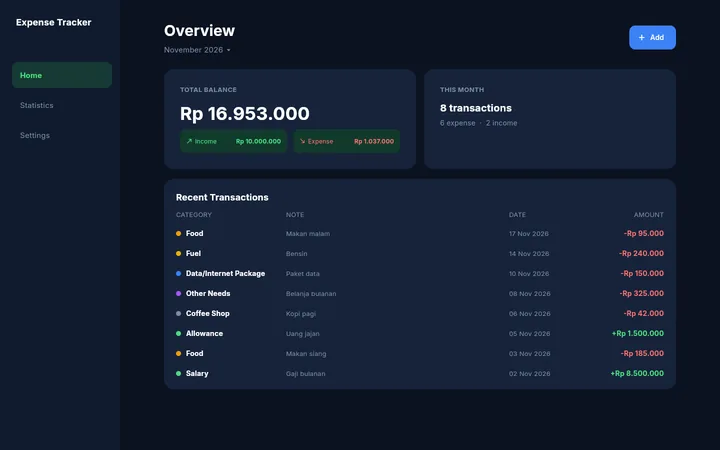 Expense Tracker
Home
Statistics
Settings
Overview
November 2026
+ Add
TOTAL BALANCE
Rp 16.953.000
Income Rp 10.000.000
Expense Rp 1.037.000
THIS MONTH
8 transactions
6 expense · 2 income
Recent Transactions
CATEGORY NOTE DATE AMOUNT
Food Makan malam 17 Nov 2026 -Rp 95.000
Fuel Bensin 14 Nov 2026 -Rp 240.000
Data/Internet Package Paket data 10 Nov 2026 -Rp 150.000
Other Needs Belanja bulanan 08 Nov 2026 -Rp 325.000
Coffee Shop Kopi pagi 06 Nov 2026 -Rp 42.000
Allowance Uang jajan 05 Nov 2026 +Rp 1.500.000
Food Makan siang 03 Nov 2026 -Rp 185.000
Salary Gaji bulanan 02 Nov 2026 +Rp 8.500.000